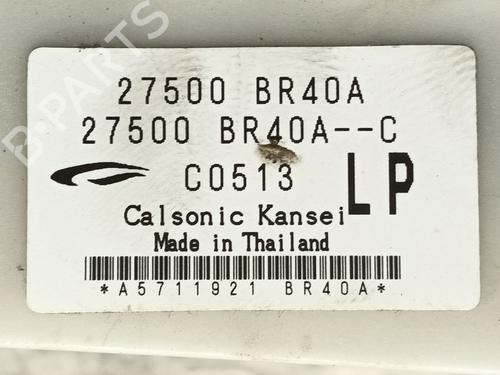 B-PARTS
27500 BR40A
27500 BR40A--C
C0513
LP
Calsonic Kansei
Made in Thailand
*A5711921 BR40A*